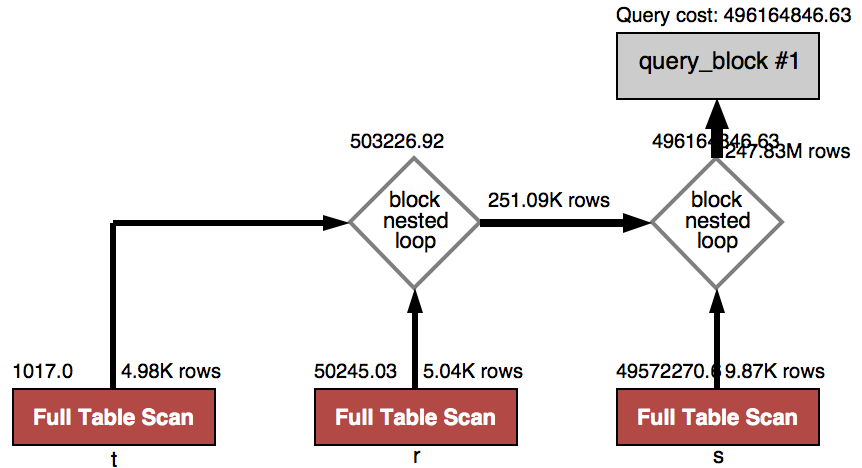 Query cost: 496164846.63
query_block #1
503226.92
496164846.63
247.83M rows
block
nested
loop
251.09K rows
block
nested
loop
1017.0
4.98K rows
50245.03
5.04K rows
49572270.6
9.87K rows
Full Table Scan
Full Table Scan
Full Table Scan
t
r
s